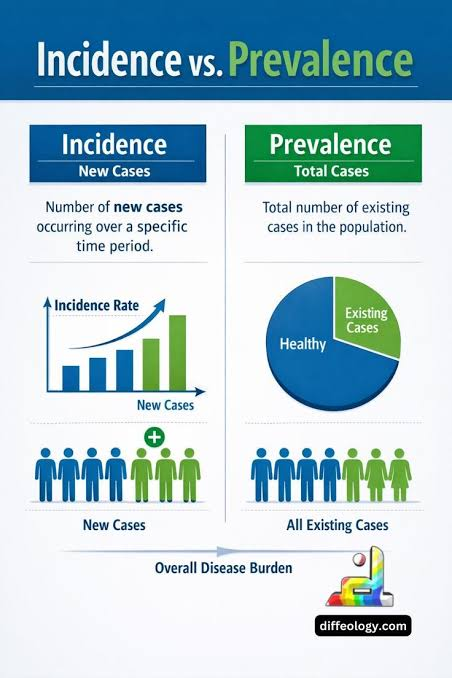 Incidence vs. Prevalence
Incidence
New Cases
Number of new cases
occurring over a specific
time period.
Incidence Rate
New Cases
New Cases
Prevalence
Total Cases
Total number of existing
cases in the population.
Healthy
Existing
Cases
All Existing Cases
Overall Disease Burden
diffeology.com